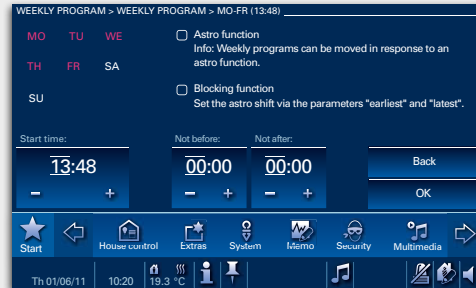 WEEKLY PROGRAM > WEEKLY PROGRAM > MO-FR (13:48)
MO TU WE
TH FR SA
SU
Astro function
Info: Weekly programs can be moved in response to an
astro function.
Blocking function
Set the astro shift via the parameters "earliest" and "latest".
Start time: Not before: Not after:
13:48 00:00 00:00
- + - + - +
Back
OK
Start House control Extras System Memo Security Multimedia
Th 01/06/11 10:20 19.3 °C